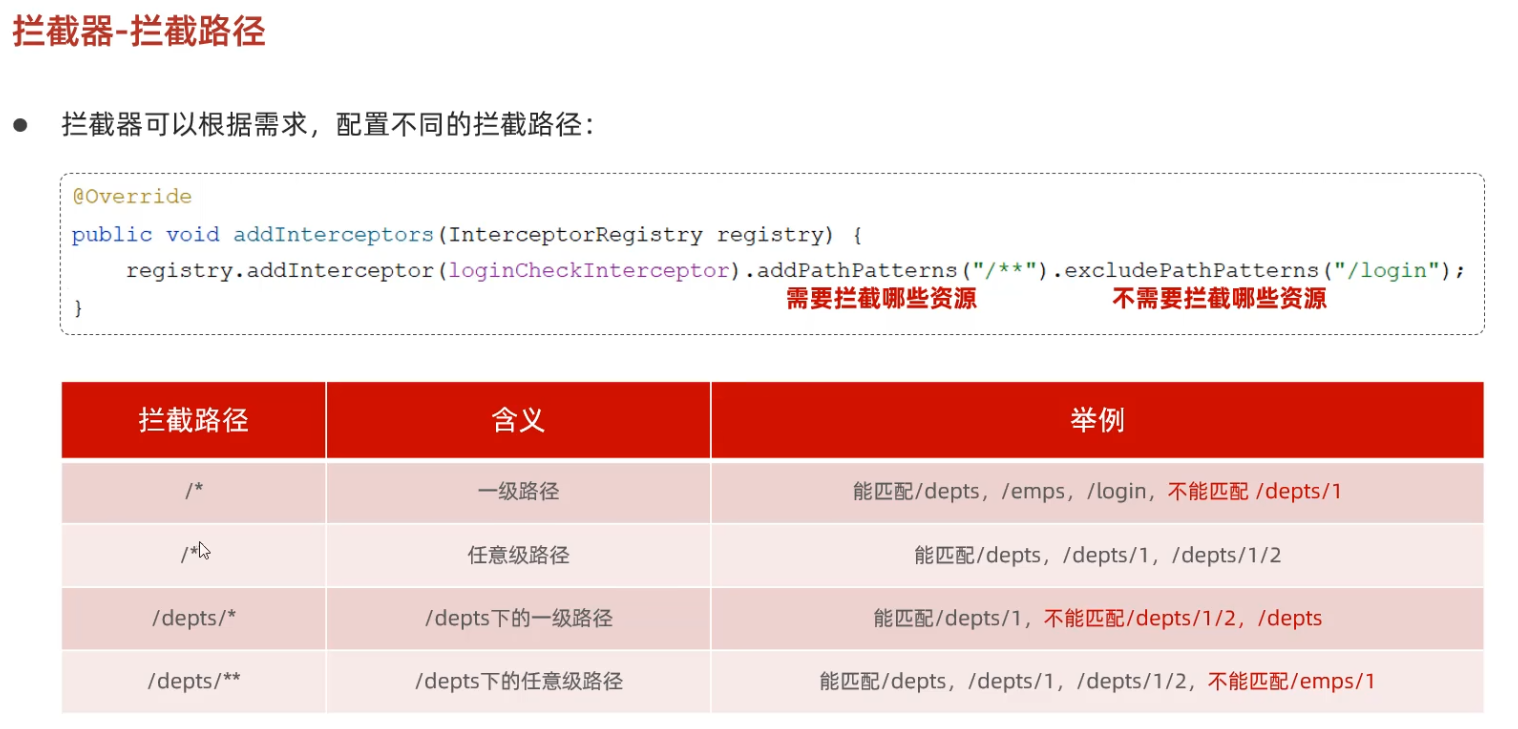 拦截器-拦截路径
● 拦截器可以根据需求，配置不同的拦截路径：
@Override
public void addInterceptors(InterceptorRegistry registry) {
registry.addInterceptor(loginCheckInterceptor).addPathPatterns("/**").excludePathPatterns("/login");
需要拦截哪些资源 不需要拦截哪些资源
}
拦截路径 含义 举例
/* 一级路径 能匹配/depts，/emps，/login，不能匹配 /depts/1
/* 任意级路径 能匹配/depts，/depts/1，/depts/1/2
/depts/* /depts下的一级路径 能匹配/depts/1，不能匹配/depts/1/2，/depts
/depts/** /depts下的任意级路径 能匹配/depts，/depts/1，/depts/1/2，不能匹配/emps/1